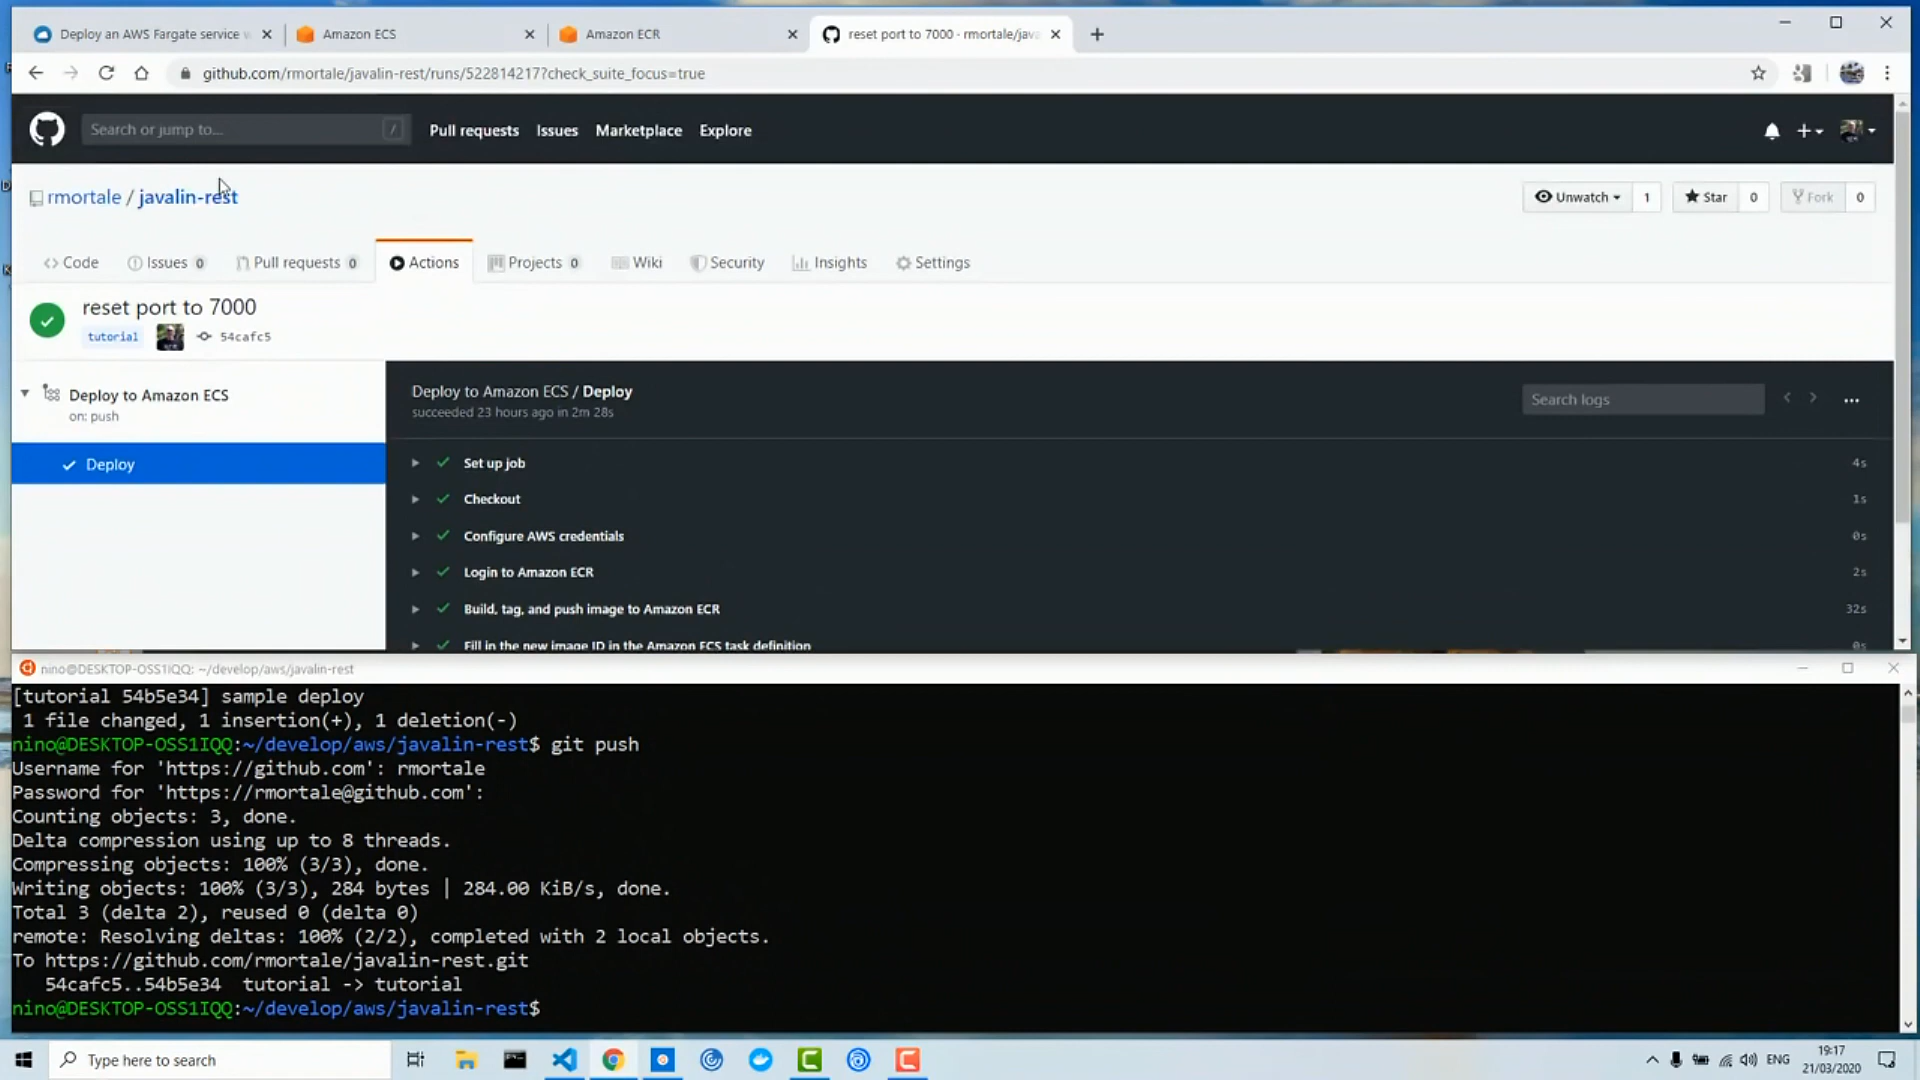 Deploy an AWS Fargate service
Amazon ECS
Amazon ECR
reset port to 7000 - rmortale/java
github.com/rmortale/javalin-rest/runs/522814217?check_suite_focus=true
Search or jump to...
/
Pull requests
Issues
Marketplace
Explore
rmortale / javalin-rest
Unwatch
1
Star
0
Fork
0
Code
Issues 0
Pull requests 0
Actions
Projects 0
Wiki
Security
Insights
Settings
reset port to 7000
tutorial
54cafc5
Deploy to Amazon ECS
on: push
Deploy
Deploy to Amazon ECS / Deploy
succeeded 23 hours ago in 2m 28s
Search logs
Set up job
4s
Checkout
1s
Configure AWS credentials
0s
Login to Amazon ECR
2s
Build, tag, and push image to Amazon ECR
32s
Fill in the new image ID in the Amazon ECS task definition
0s
nino@DESKTOP-OSS1IQQ: ~/develop/aws/javalin-rest
[tutorial 54b5e34] sample deploy
1 file changed, 1 insertion(+), 1 deletion(-)
nino@DESKTOP-OSS1IQQ:~/develop/aws/javalin-rest$ git push
Username for 'https://github.com': rmortale
Password for 'https://rmortale@github.com':
Counting objects: 3, done.
Delta compression using up to 8 threads.
Compressing objects: 100% (3/3), done.
Writing objects: 100% (3/3), 284 bytes | 284.00 KiB/s, done.
Total 3 (delta 2), reused 0 (delta 0)
remote: Resolving deltas: 100% (2/2), completed with 2 local objects.
To https://github.com/rmortale/javalin-rest.git
54cafc5..54b5e34  tutorial -> tutorial
nino@DESKTOP-OSS1IQQ:~/develop/aws/javalin-rest$
Type here to search
ENG
19:17
21/03/2020